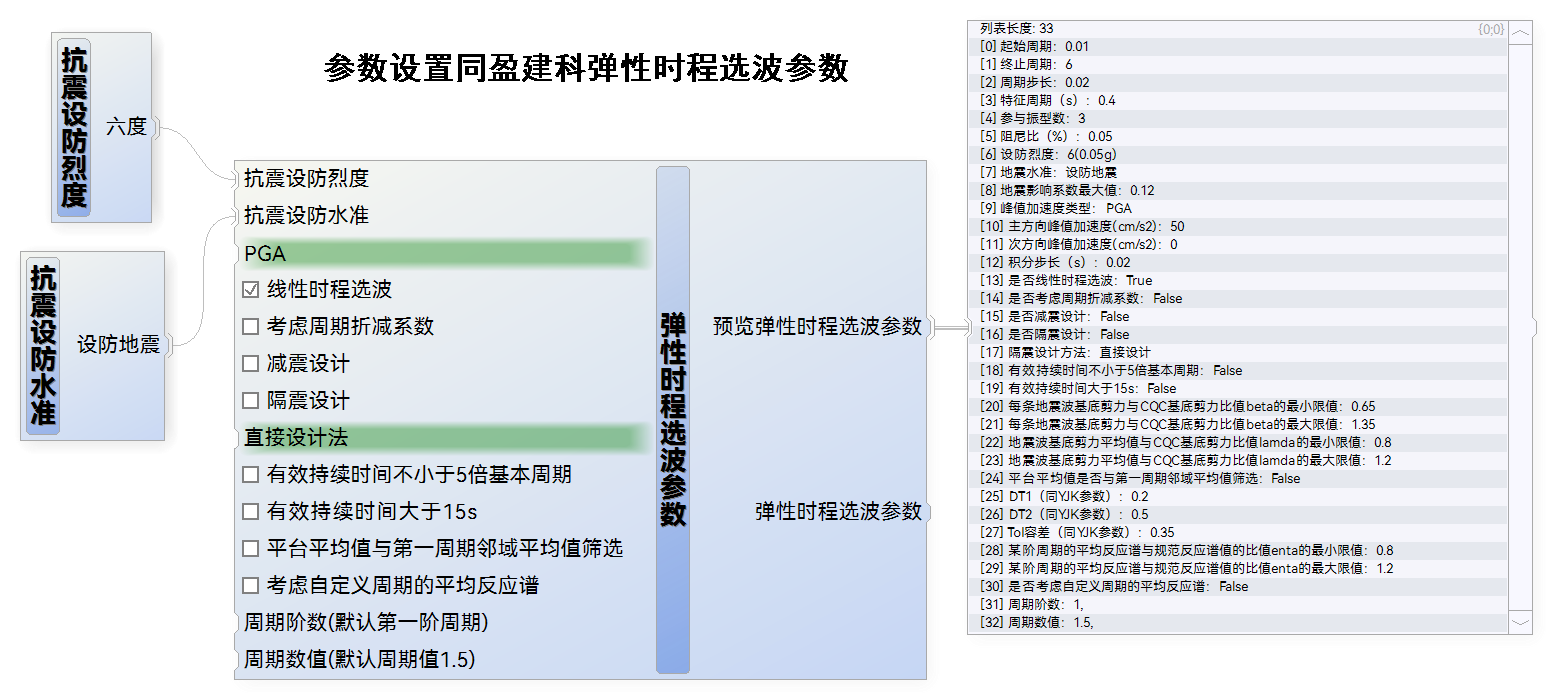 参数设置同盈建科弹性时程选波参数
抗震设防烈度
六度
抗震设防水准
设防地震
抗震设防烈度
抗震设防水准
PGA
线性时程选波
考虑周期折减系数
减震设计
隔震设计
直接设计法
有效持续时间不小于5倍基本周期
有效持续时间大于15s
平台平均值与第一周期邻域平均值筛选
考虑自定义周期的平均反应谱
周期阶数(默认第一阶周期)
周期数值(默认周期值1.5)
弹性时程选波参数
预览弹性时程选波参数
弹性时程选波参数
列表长度: 33 {0;0}
[0] 起始周期: 0.01
[1] 终止周期: 6
[2] 周期步长: 0.02
[3] 特征周期（s）: 0.4
[4] 参与振型数: 3
[5] 阻尼比（%）: 0.05
[6] 设防烈度: 6(0.05g)
[7] 地震水准: 设防地震
[8] 地震影响系数最大值: 0.12
[9] 峰值加速度类型: PGA
[10] 主方向峰值加速度(cm/s2): 50
[11] 次方向峰值加速度(cm/s2): 0
[12] 积分步长（s）: 0.02
[13] 是否线性时程选波: True
[14] 是否考虑周期折减系数: False
[15] 是否减震设计: False
[16] 是否隔震设计: False
[17] 隔震设计方法: 直接设计
[18] 有效持续时间不小于5倍基本周期: False
[19] 有效持续时间大于15s: False
[20] 每条地震波基底剪力与CQC基底剪力比值beta的最小限值: 0.65
[21] 每条地震波基底剪力与CQC基底剪力比值beta的最大限值: 1.35
[22] 地震波基底剪力平均值与CQC基底剪力比值lamda的最小限值: 0.8
[23] 地震波基底剪力平均值与CQC基底剪力比值lamda的最大限值: 1.2
[24] 平台平均值是否与第一周期邻域平均值筛选: False
[25] DT1（同YJK参数）: 0.2
[26] DT2（同YJK参数）: 0.5
[27] Tol容差（同YJK参数）: 0.35
[28] 某阶周期的平均反应谱与规范反应谱值的比值enta的最小限值: 0.8
[29] 某阶周期的平均反应谱与规范反应谱值的比值enta的最大限值: 1.2
[30] 是否考虑自定义周期的平均反应谱: False
[31] 周期阶数: 1,
[32] 周期数值: 1.5,